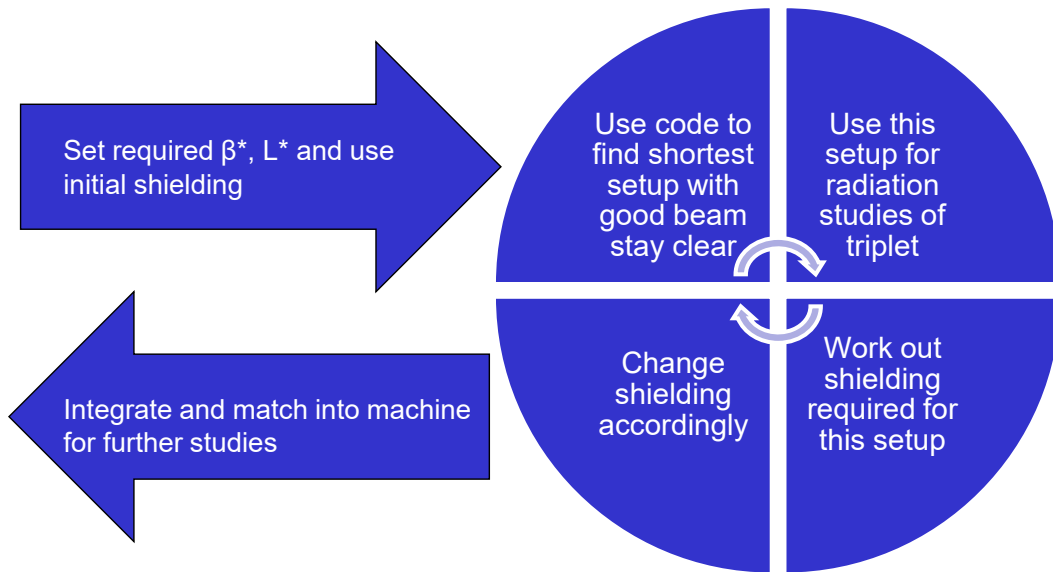 Set required β*, L* and use
initial shielding
Use code to
find shortest
setup with
good beam
stay clear
Use this
setup for
radiation
studies of
triplet
Work out
shielding
required for
this setup
Change
shielding
accordingly
Integrate and match into machine
for further studies